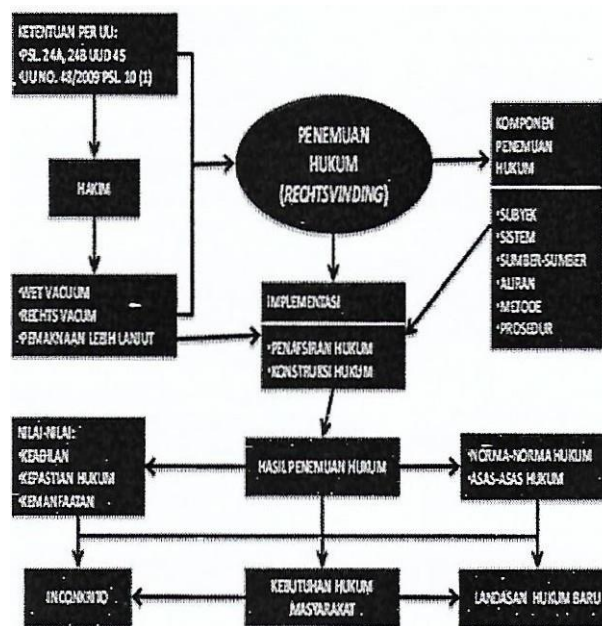 KETENTUAN PER UU:
•PSL. 24A, 24B UUD 45
•UU NO. 48/2009 PSL. 10 (1)
HAKIM
•WET VACUUM
•RECHTS VACUM
•PEMAKNAAN LEBIH LANJUT
PENEMUAN
HUKUM
(RECHTSVINDING)
KOMPONEN
PENEMUAN
HUKUM
•SUBYEK
•SISTEM
•SUMBER-SUMBER
•ALIRAN
•METODE
•PROSEDUR
IMPLEMENTASI
•PENAFSIRAN HUKUM
•KONSTRUKSI HUKUM
NILAI-NILAI:
•KEADILAN
•KEPASTIAN HUKUM
•KEMANFAATAN
HASIL PENEMUAN HUKUM
•NORMA-NORMA HUKUM
•ASAS-ASAS HUKUM
IN CONKRITO
KEBUTUHAN HUKUM
MASYARAKAT
LANDASAN HUKUM BARU